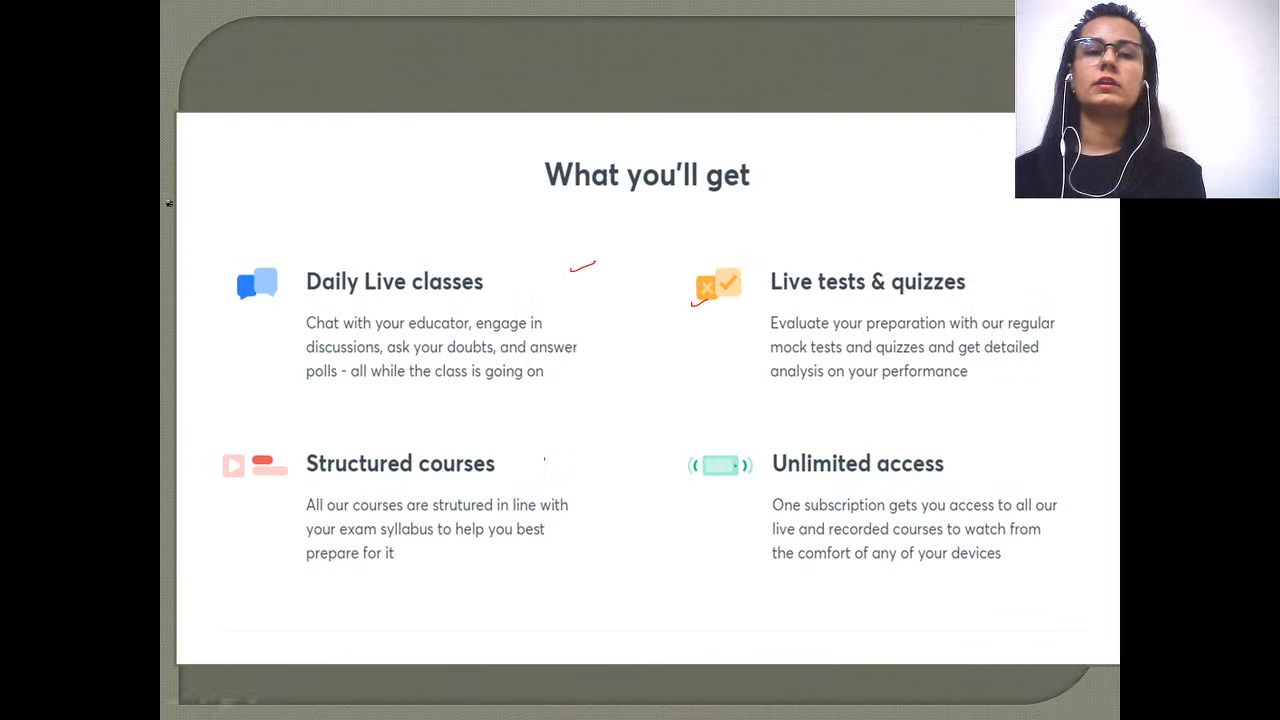 What you'll get
Daily Live classes
Chat with your educator, engage in
discussions, ask your doubts, and answer
polls - all while the class is going on
Live tests & quizzes
Evaluate your preparation with our regular
mock tests and quizzes and get detailed
analysis on your performance
Structured courses
All our courses are strutured in line with
your exam syllabus to help you best
prepare for it
Unlimited access
One subscription gets you access to all our
live and recorded courses to watch from
the comfort of any of your devices